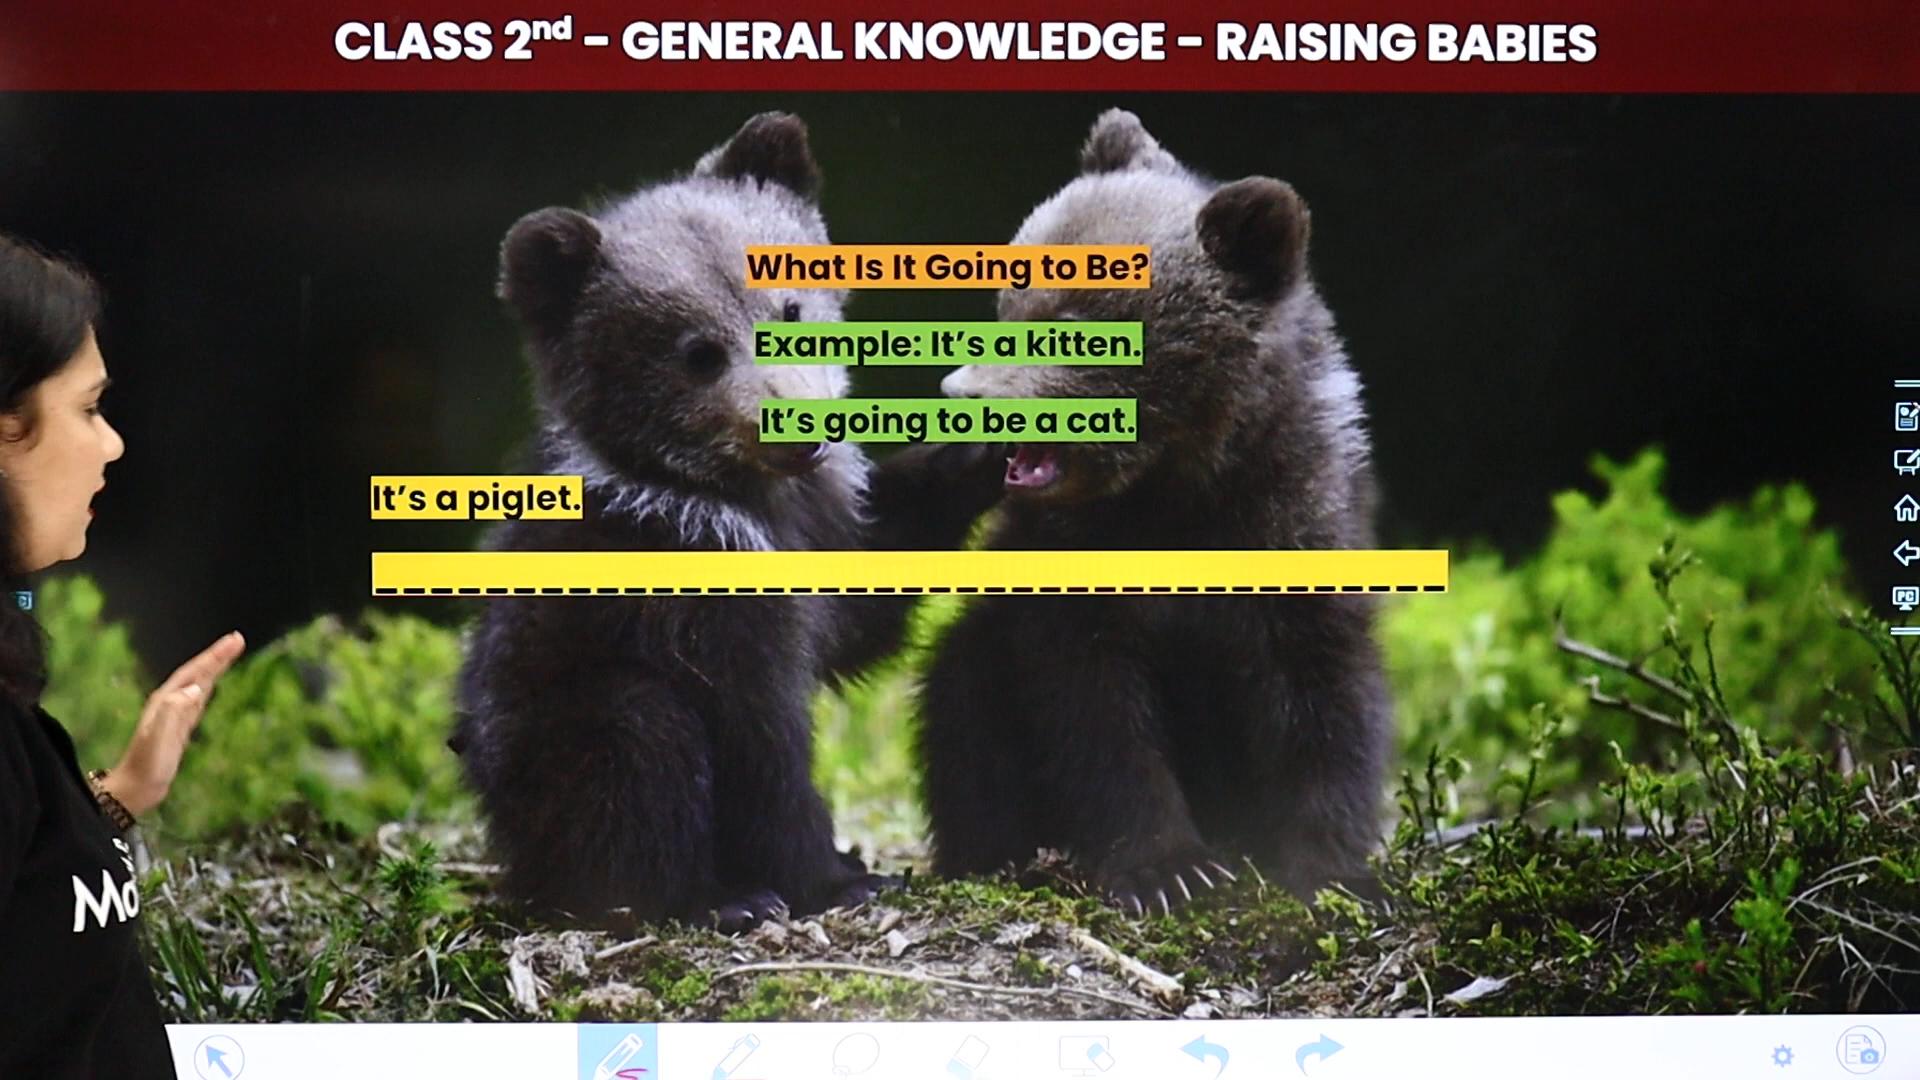 CLASS 2nd - GENERAL KNOWLEDGE - RAISING BABIES
What Is It Going to Be?
Example: It's a kitten.
It's going to be a cat.
It's a piglet.
PC